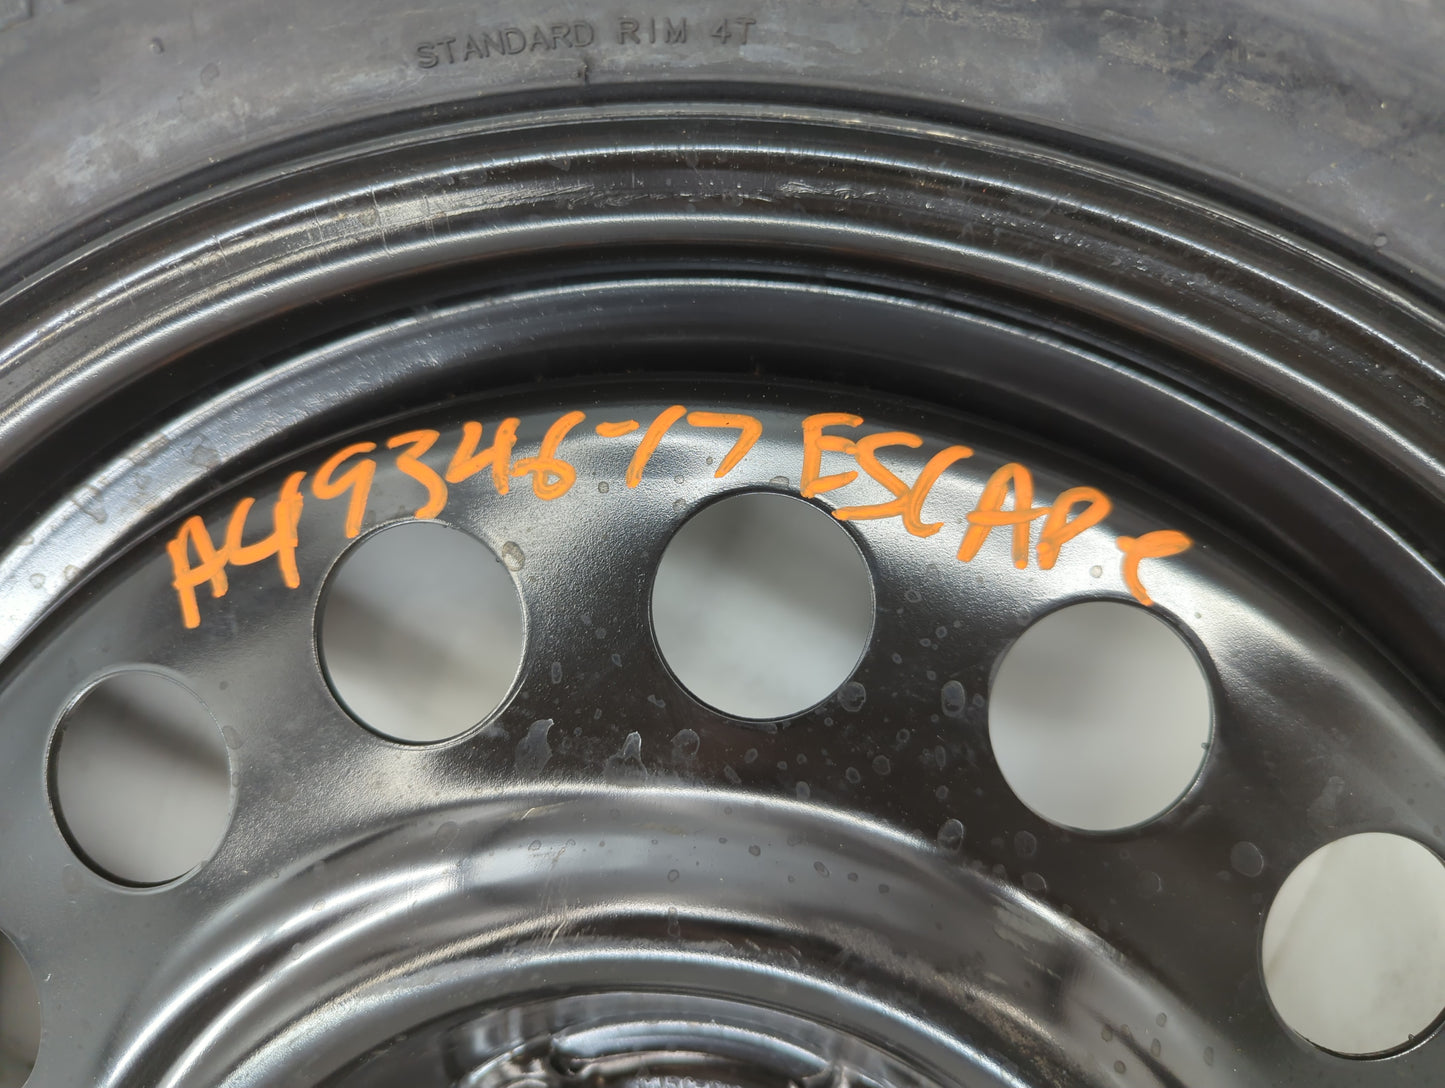 STANDARD RIM 4T
A49346-17 ESCAPE